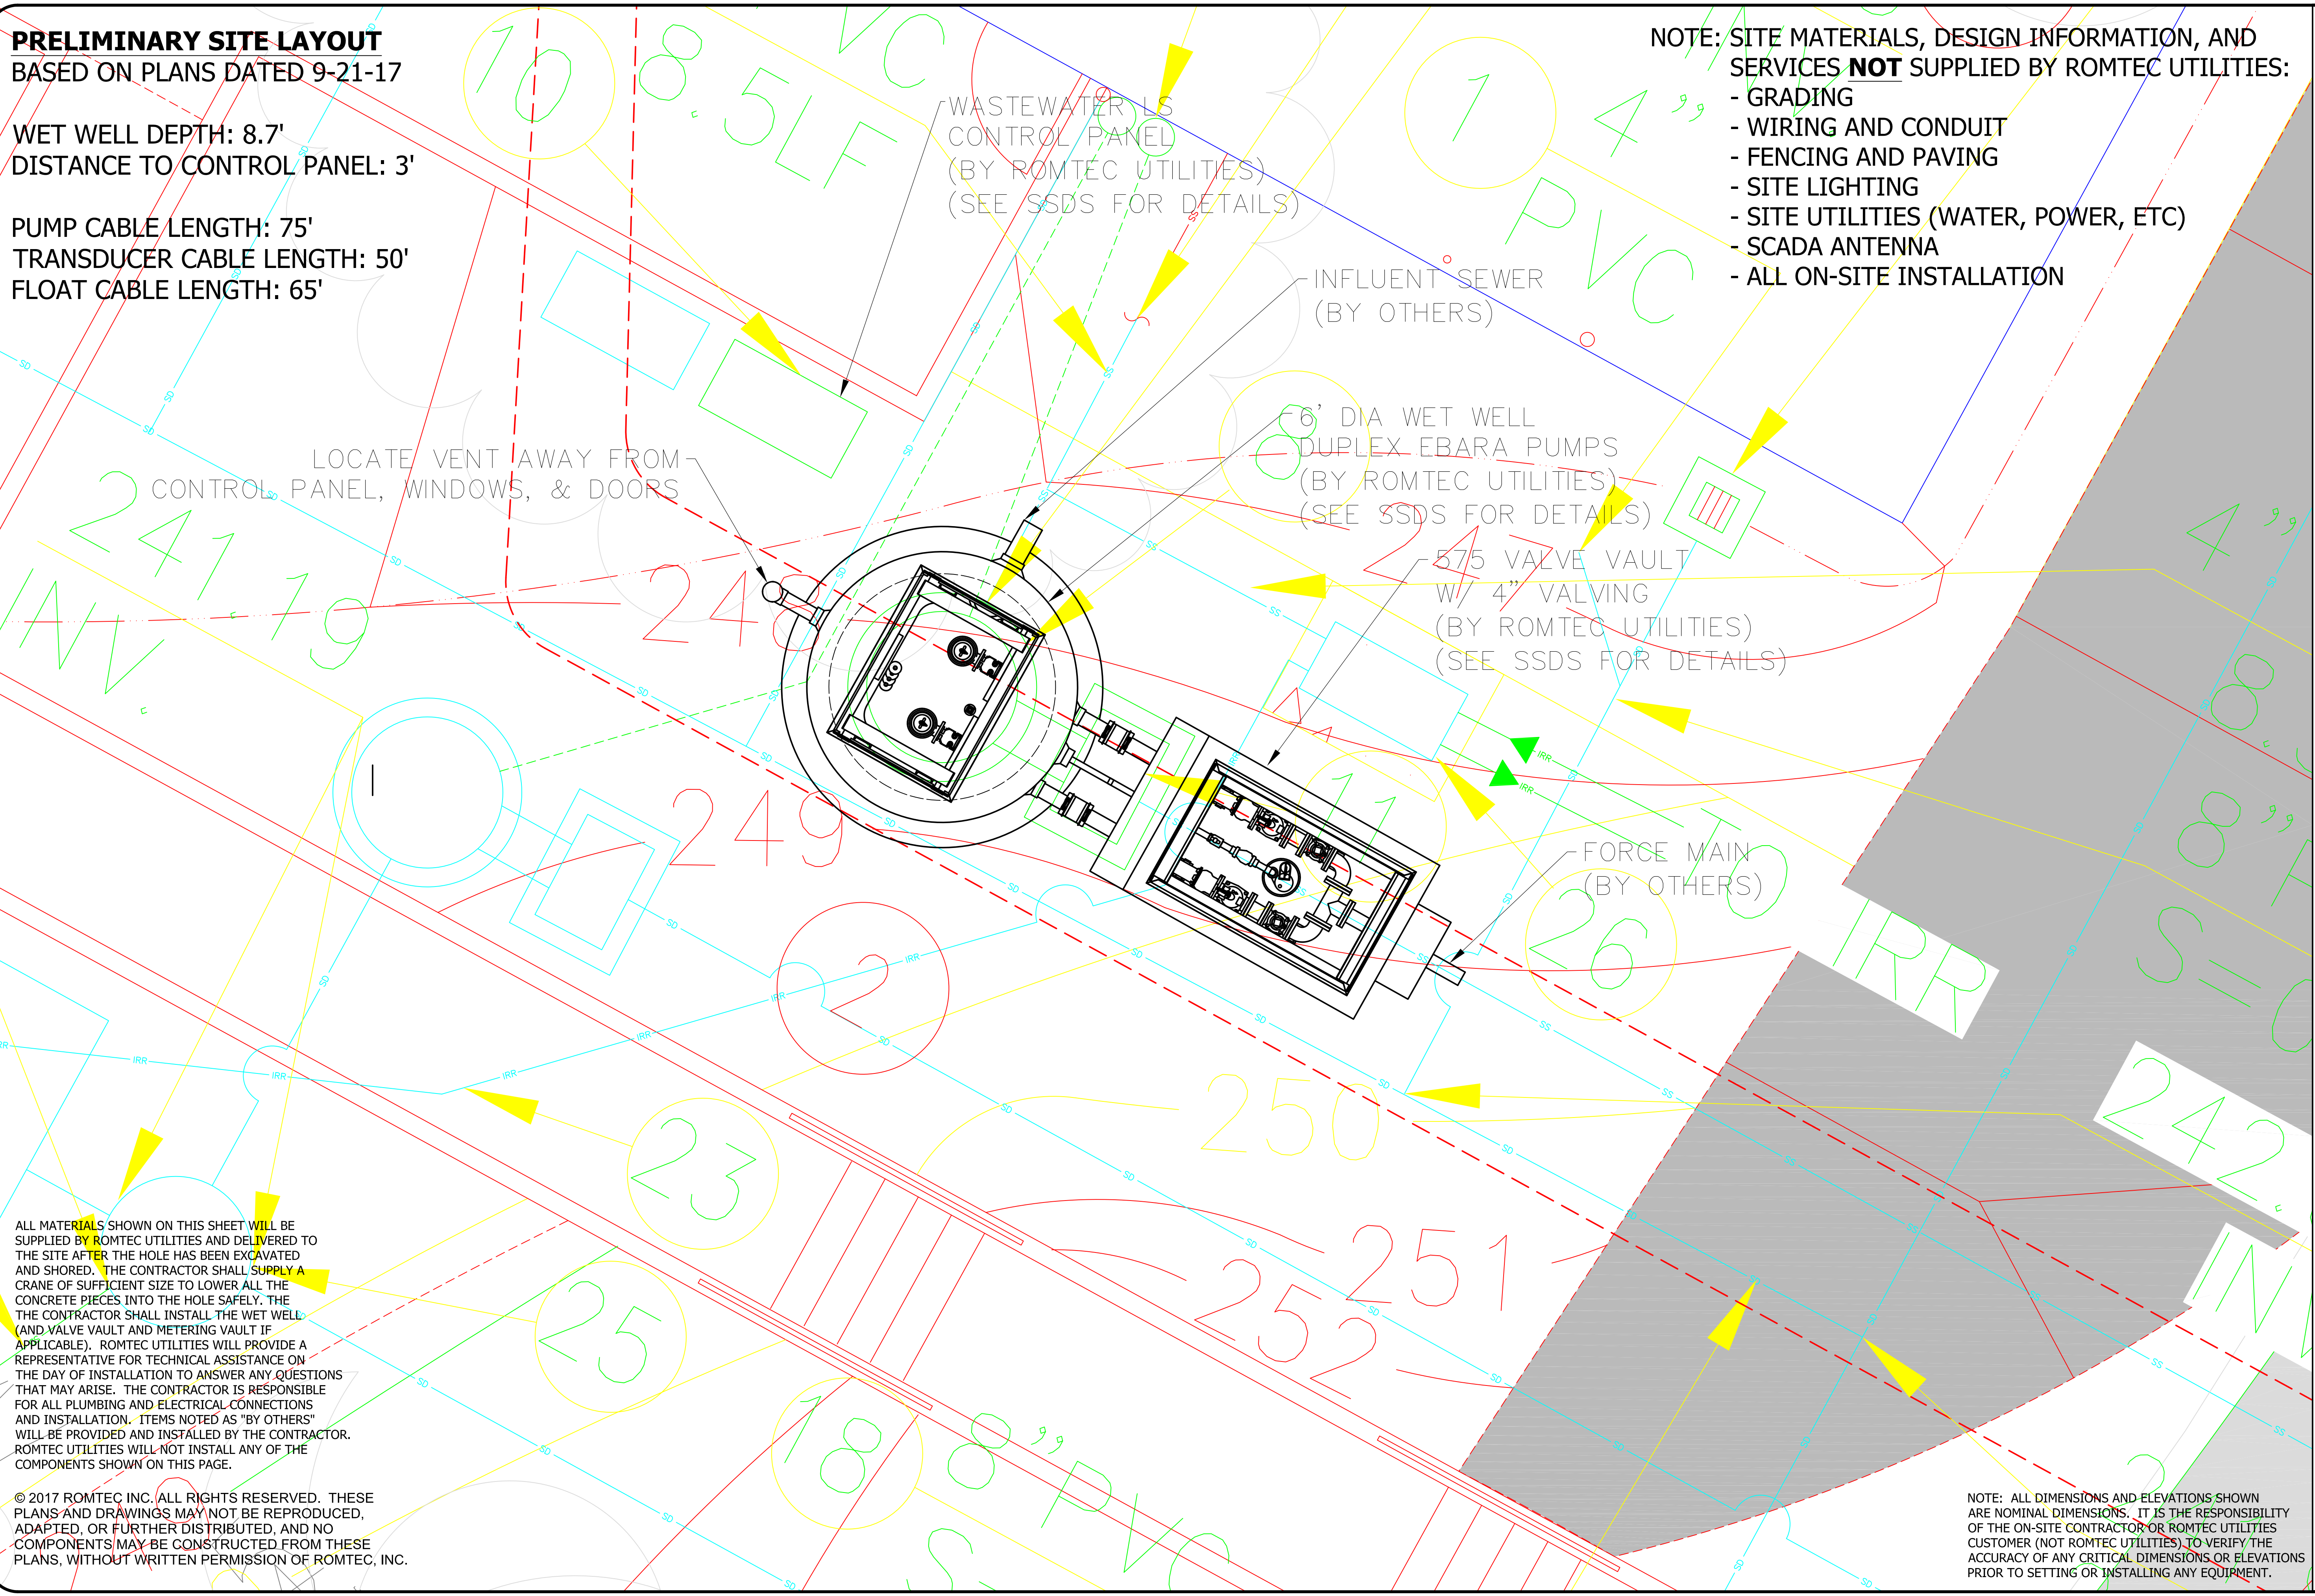 PRELIMINARY SITE LAYOUT
BASED ON PLANS DATED 9-21-17
WET WELL DEPTH: 8.7'
DISTANCE TO CONTROL PANEL: 3'
PUMP CABLE LENGTH: 75'
TRANSDUCER CABLE LENGTH: 50'
FLOAT CABLE LENGTH: 65'
NOTE: SITE MATERIALS, DESIGN INFORMATION, AND
SERVICES NOT SUPPLIED BY ROMTEC UTILITIES:
- GRADING
- WIRING AND CONDUIT
- FENCING AND PAVING
- SITE LIGHTING
- SITE UTILITIES (WATER, POWER, ETC)
- SCADA ANTENNA
- ALL ON-SITE INSTALLATION
10
8.5LF
VC
8
1
4"
PVC
WASTEWATER LS
CONTROL PANEL
(BY ROMTEC UTILITIES)
(SEE SSDS FOR DETAILS)
INFLUENT SEWER
(BY OTHERS)
8
6' DIA WET WELL
DUPLEX EBARA PUMPS
(BY ROMTEC UTILITIES)
(SEE SSDS FOR DETAILS)
LOCATE VENT AWAY FROM
CONTROL PANEL, WINDOWS, & DOORS
575 VALVE VAULT
W/ 4" VALVING
(BY ROMTEC UTILITIES)
(SEE SSDS FOR DETAILS)
241.19
INV.
247
248
249
4"
8.
8"
S=0
11
TO
IRR
FORCE MAIN
(BY OTHERS)
26
2
250
242.
IN
23
251
252
25
18
8" PVC
S
SD
SS
IRR
ALL MATERIALS SHOWN ON THIS SHEET WILL BE
SUPPLIED BY ROMTEC UTILITIES AND DELIVERED TO
THE SITE AFTER THE HOLE HAS BEEN EXCAVATED
AND SHORED. THE CONTRACTOR SHALL SUPPLY A
CRANE OF SUFFICIENT SIZE TO LOWER ALL THE
CONCRETE PIECES INTO THE HOLE SAFELY. THE
THE CONTRACTOR SHALL INSTALL THE WET WELL
(AND VALVE VAULT AND METERING VAULT IF
APPLICABLE). ROMTEC UTILITIES WILL PROVIDE A
REPRESENTATIVE FOR TECHNICAL ASSISTANCE ON
THE DAY OF INSTALLATION TO ANSWER ANY QUESTIONS
THAT MAY ARISE. THE CONTRACTOR IS RESPONSIBLE
FOR ALL PLUMBING AND ELECTRICAL CONNECTIONS
AND INSTALLATION. ITEMS NOTED AS "BY OTHERS"
WILL BE PROVIDED AND INSTALLED BY THE CONTRACTOR.
ROMTEC UTILITIES WILL NOT INSTALL ANY OF THE
COMPONENTS SHOWN ON THIS PAGE.
© 2017 ROMTEC INC. ALL RIGHTS RESERVED. THESE
PLANS AND DRAWINGS MAY NOT BE REPRODUCED,
ADAPTED, OR FURTHER DISTRIBUTED, AND NO
COMPONENTS MAY BE CONSTRUCTED FROM THESE
PLANS, WITHOUT WRITTEN PERMISSION OF ROMTEC, INC.
NOTE: ALL DIMENSIONS AND ELEVATIONS SHOWN
ARE NOMINAL DIMENSIONS. IT IS THE RESPONSIBILITY
OF THE ON-SITE CONTRACTOR OR ROMTEC UTILITIES
CUSTOMER (NOT ROMTEC UTILITIES) TO VERIFY THE
ACCURACY OF ANY CRITICAL DIMENSIONS OR ELEVATIONS
PRIOR TO SETTING OR INSTALLING ANY EQUIPMENT.